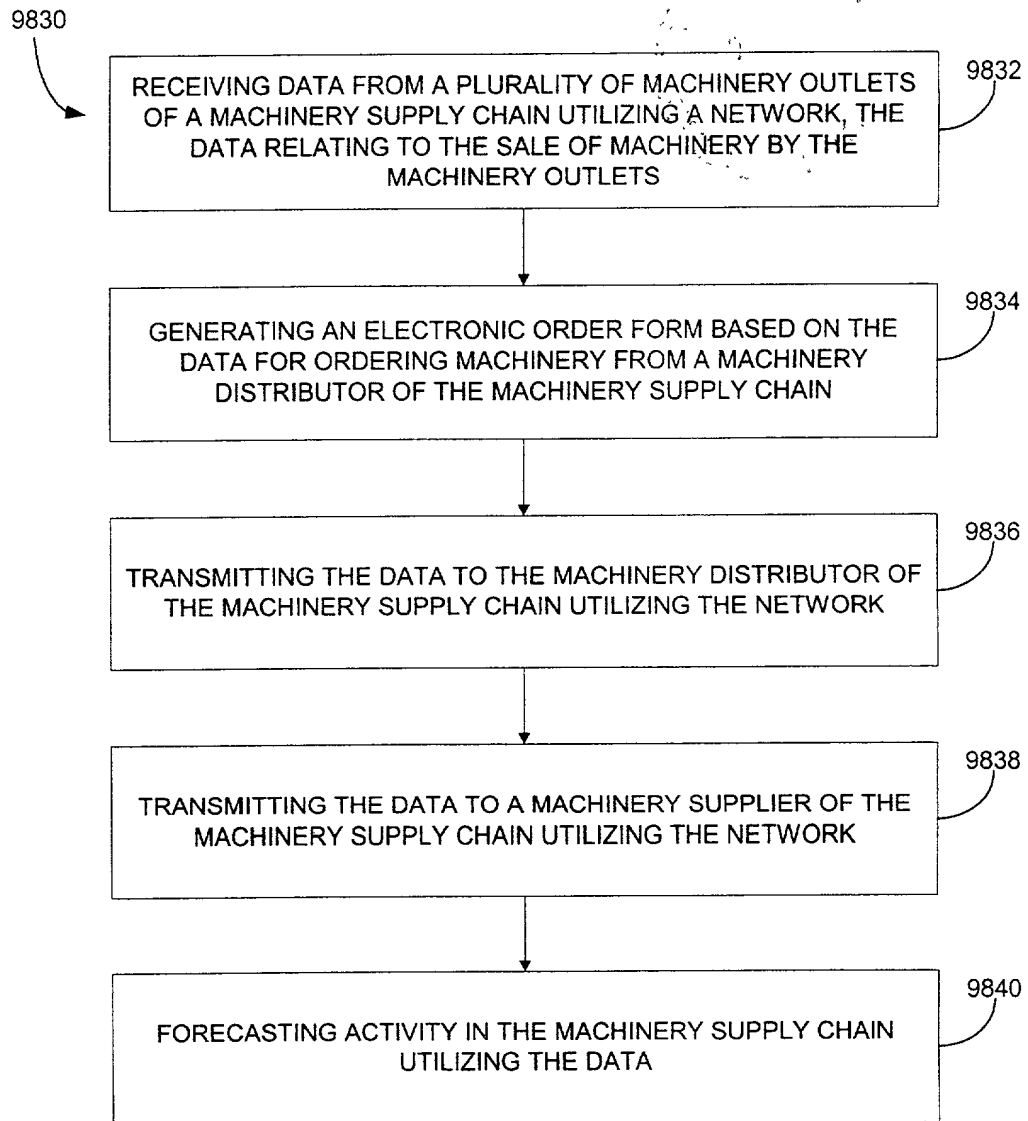 9830
RECEIVING DATA FROM A PLURALITY OF MACHINERY OUTLETS
OF A MACHINERY SUPPLY CHAIN UTILIZING A NETWORK, THE
DATA RELATING TO THE SALE OF MACHINERY BY THE
MACHINERY OUTLETS
9832
GENERATING AN ELECTRONIC ORDER FORM BASED ON THE
DATA FOR ORDERING MACHINERY FROM A MACHINERY
DISTRIBUTOR OF THE MACHINERY SUPPLY CHAIN
9834
TRANSMITTING THE DATA TO THE MACHINERY DISTRIBUTOR OF
THE MACHINERY SUPPLY CHAIN UTILIZING THE NETWORK
9836
TRANSMITTING THE DATA TO A MACHINERY SUPPLIER OF THE
MACHINERY SUPPLY CHAIN UTILIZING THE NETWORK
9838
FORECASTING ACTIVITY IN THE MACHINERY SUPPLY CHAIN
UTILIZING THE DATA
9840